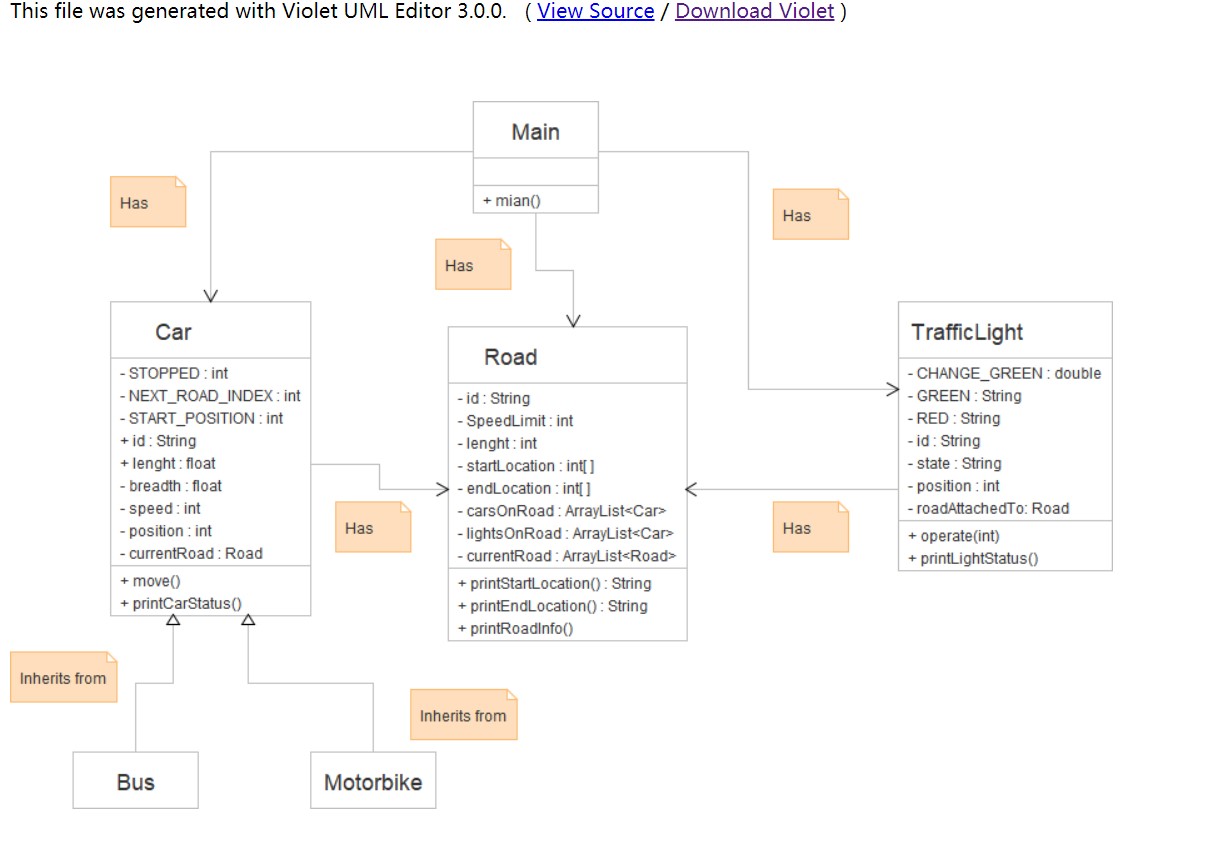 This file was generated with Violet UML Editor 3.0.0. ( View Source / Download Violet )
Main
+ mian()
Has
Has
Has
Car
- STOPPED : int
- NEXT_ROAD_INDEX : int
- START_POSITION : int
+ id : String
+ lenght : float
- breadth : float
- speed : int
- position : int
- currentRoad : Road
+ move()
+ printCarStatus()
Road
- id : String
- SpeedLimit : int
- lenght : int
- startLocation : int[ ]
- endLocation : int[ ]
- carsOnRoad : ArrayList<Car>
- lightsOnRoad : ArrayList<Car>
- currentRoad : ArrayList<Road>
+ printStartLocation() : String
+ printEndLocation() : String
+ printRoadInfo()
TrafficLight
- CHANGE_GREEN : double
- GREEN : String
- RED : String
- id : String
- state : String
- position : int
- roadAttachedTo: Road
+ operate(int)
+ printLightStatus()
Has
Has
Inherits from
Inherits from
Bus
Motorbike